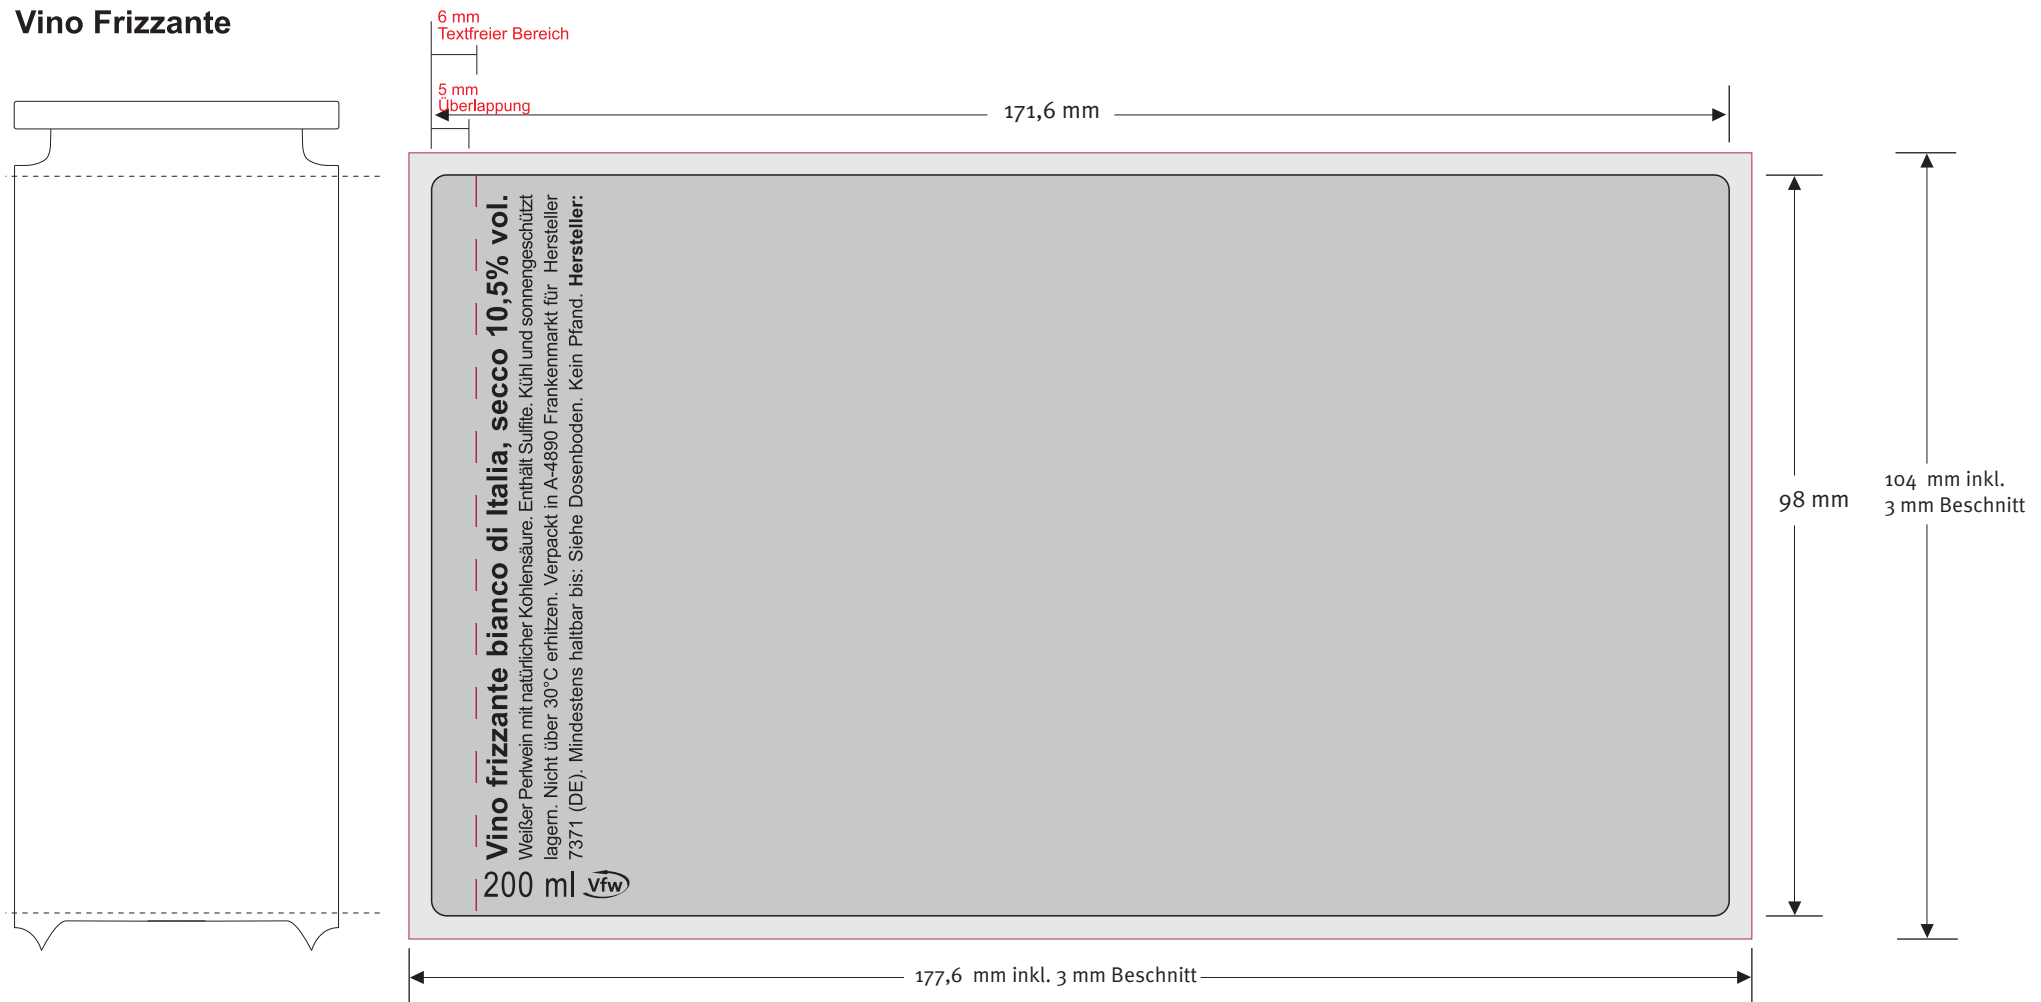 Vino Frizzante
6 mm
Textfreier Bereich
5 mm
Überlappung
171,6 mm
Vino frizzante bianco di Italia, secco 10,5% vol.
Weißer Perlwein mit natürlicher Kohlensäure. Enthält Sulfite. Kühl und sonnengeschützt
lagern. Nicht über 30°C erhitzen. Verpackt in A-4890 Frankenmarkt für Hersteller
7371 (DE). Mindestens haltbar bis: Siehe Dosenboden. Kein Pfand. Hersteller:
200 ml Vfw
98 mm
104 mm inkl.
3 mm Beschnitt
177,6 mm inkl. 3 mm Beschnitt